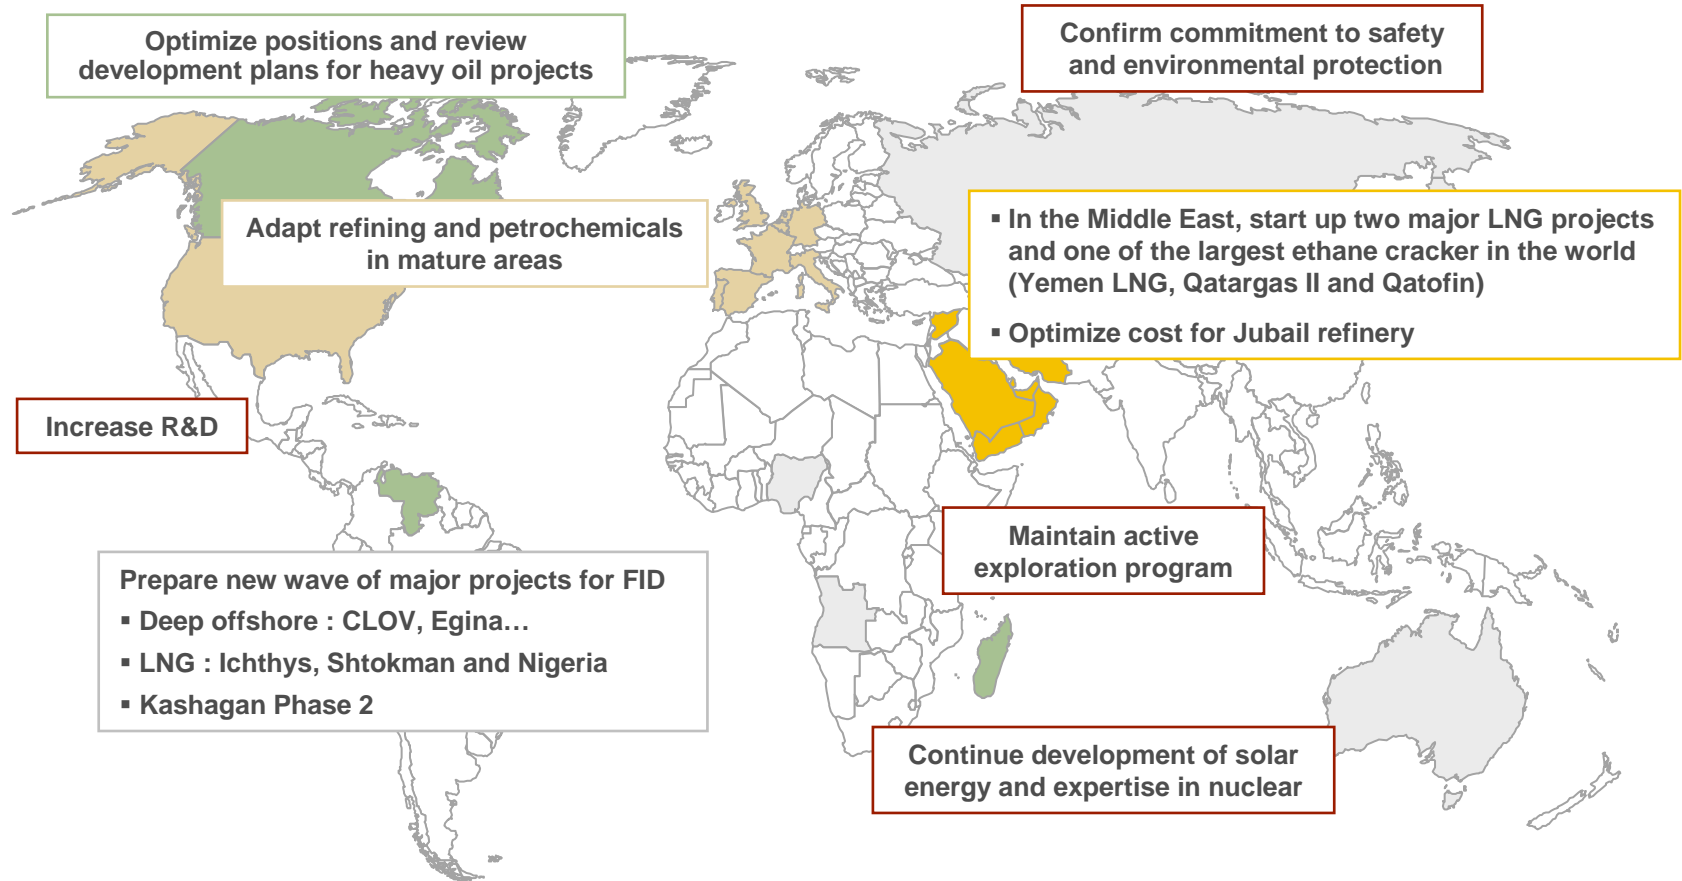 Optimize positions and review
development plans for heavy oil projects
Confirm commitment to safety
and environmental protection
Adapt refining and petrochemicals
in mature areas
▪ In the Middle East, start up two major LNG projects
and one of the largest ethane cracker in the world
(Yemen LNG, Qatargas II and Qatofin)
▪ Optimize cost for Jubail refinery
Increase R&D
Maintain active
exploration program
Prepare new wave of major projects for FID
▪ Deep offshore : CLOV, Egina…
▪ LNG : Ichthys, Shtokman and Nigeria
▪ Kashagan Phase 2
Continue development of solar
energy and expertise in nuclear